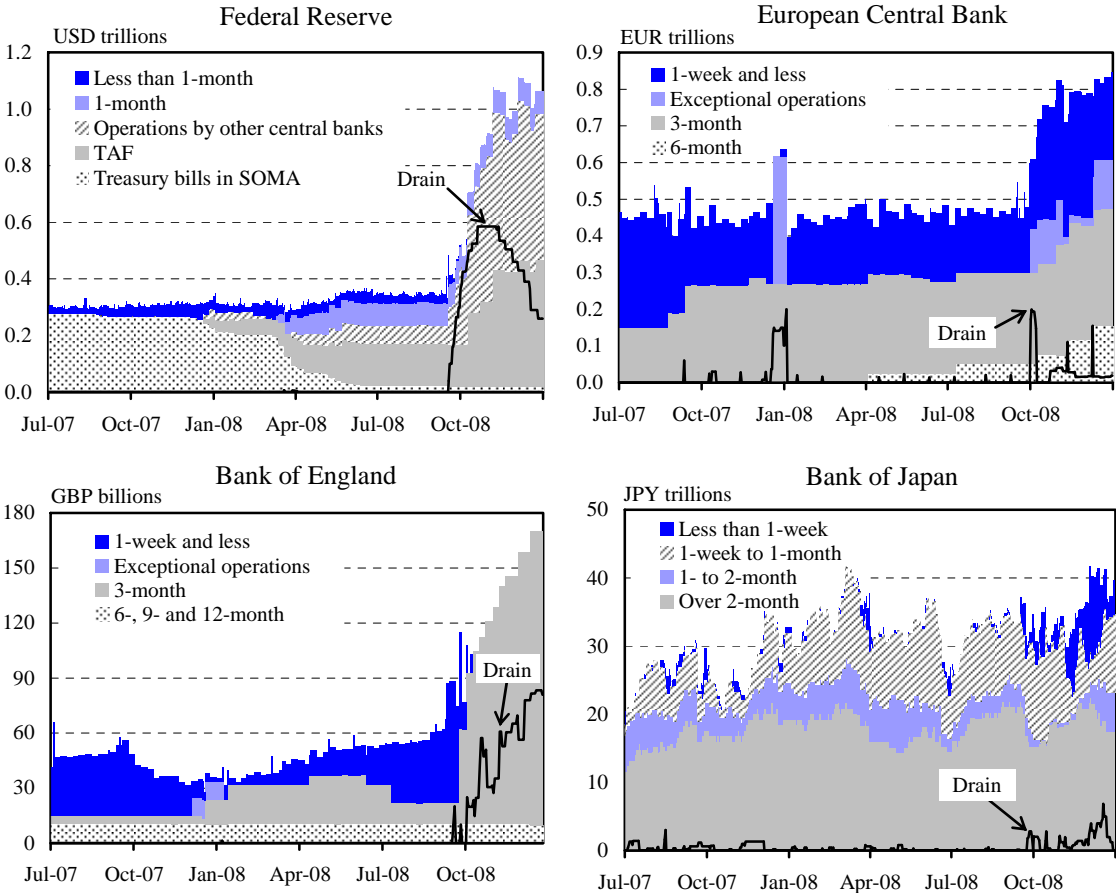 Federal Reserve
USD trillions
1.2
1.0
0.8
0.6
0.4
0.2
0.0
Less than 1-month
1-month
Operations by other central banks
TAF
Treasury bills in SOMA
Drain
Jul-07 Oct-07 Jan-08 Apr-08 Jul-08 Oct-08
European Central Bank
EUR trillions
0.9
0.8
0.7
0.6
0.5
0.4
0.3
0.2
0.1
0.0
1-week and less
Exceptional operations
3-month
6-month
Drain
Jul-07 Oct-07 Jan-08 Apr-08 Jul-08 Oct-08
Bank of England
GBP billions
180
150
120
90
60
30
0
1-week and less
Exceptional operations
3-month
6-, 9- and 12-month
Drain
Jul-07 Oct-07 Jan-08 Apr-08 Jul-08 Oct-08
Bank of Japan
JPY trillions
50
40
30
20
10
0
Less than 1-week
1-week to 1-month
1- to 2-month
Over 2-month
Drain
Jul-07 Oct-07 Jan-08 Apr-08 Jul-08 Oct-08